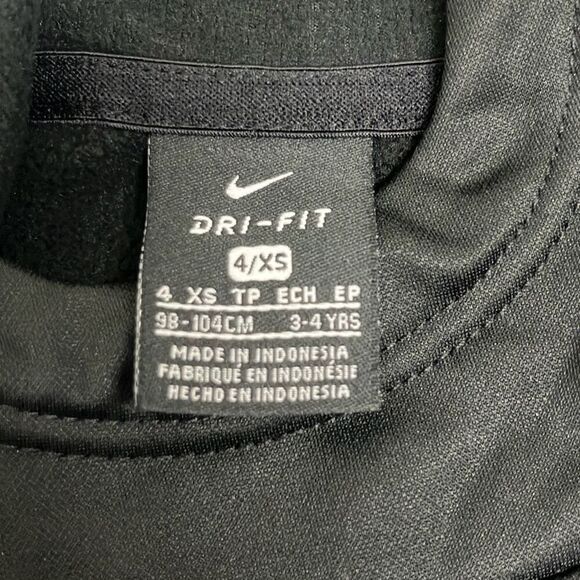 DRI-FIT
4/XS
4 XS TP ECH EP
98-104CM 3-4 YRS
MADE IN INDONESIA
FABRIQUÉ EN INDONÉSIE
HECHO EN INDONESIA